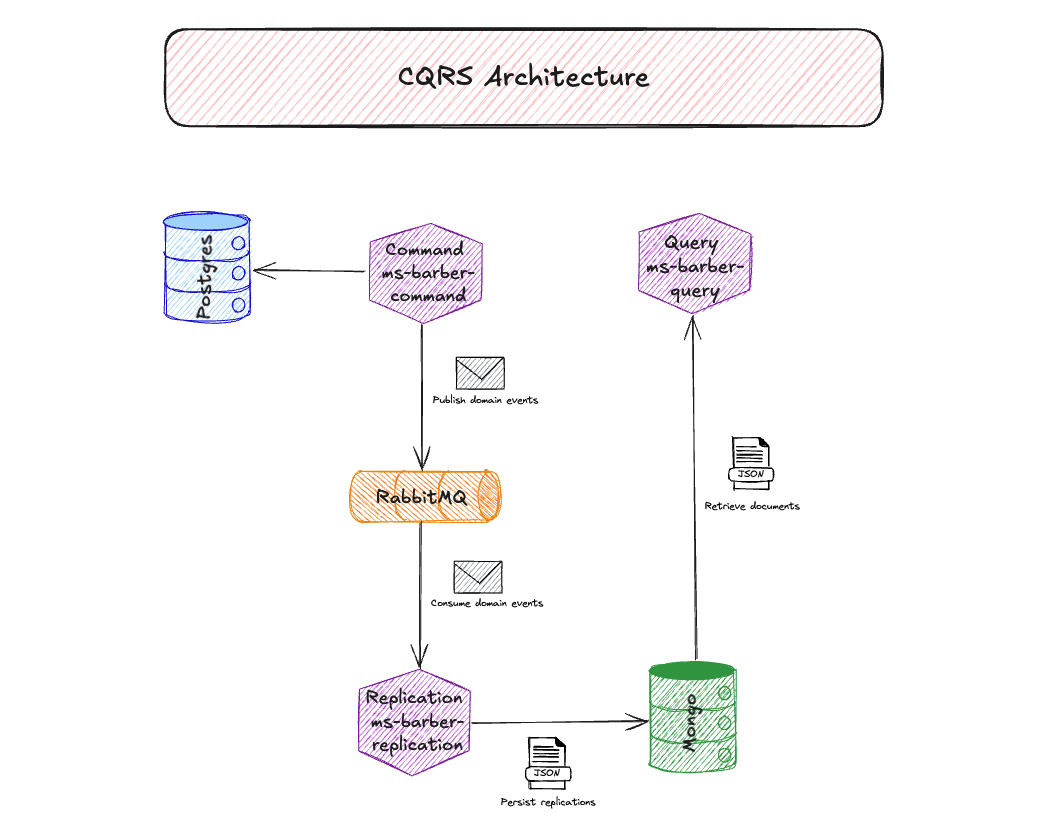 CQRS Architecture
Postgres
Command
ms-barber-
command
Query
ms-barber-
query
Publish domain events
RabbitMQ
JSON
Retrieve documents
Consume domain events
Replication
ms-barber-
replication
Mongo
JSON
Persist replications